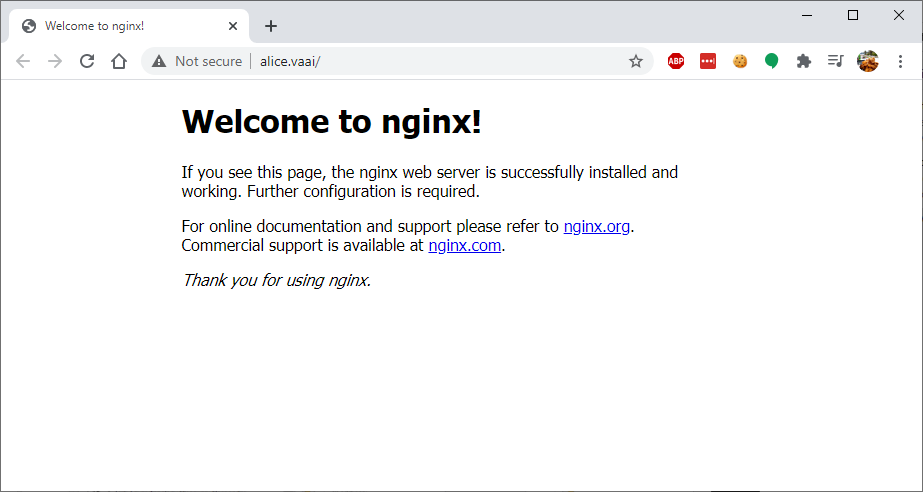 Welcome to nginx!
Not secure | alice.vaai/
ABP
Welcome to nginx!
If you see this page, the nginx web server is successfully installed and
working. Further configuration is required.
For online documentation and support please refer to nginx.org.
Commercial support is available at nginx.com.
Thank you for using nginx.